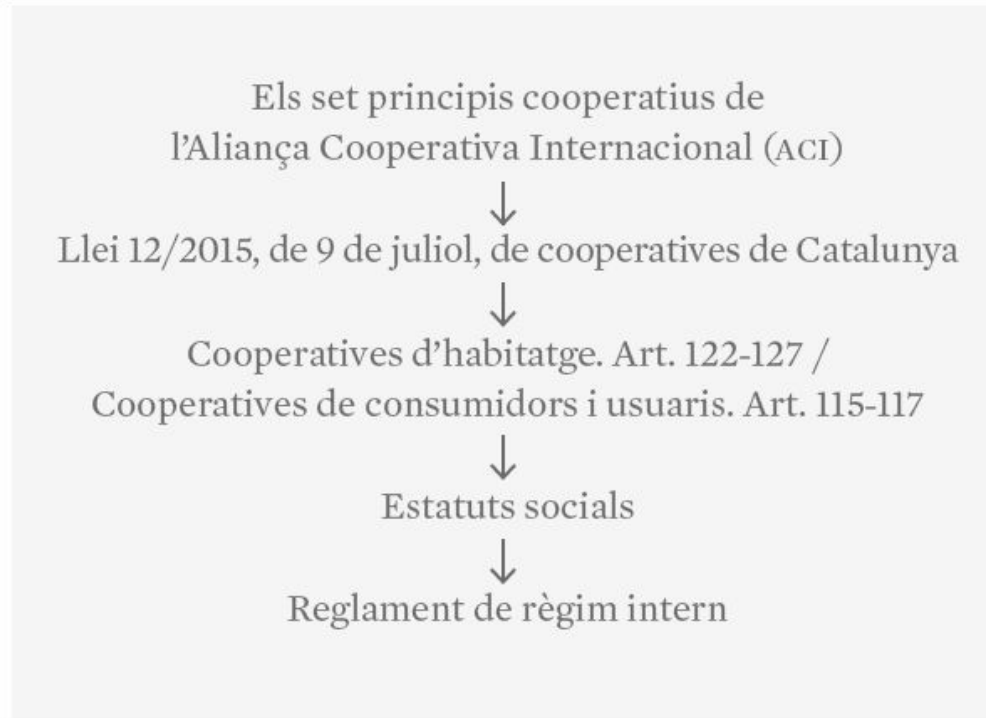 Els set principis cooperatius de
l’Aliança Cooperativa Internacional (ACI)
↓
Llei 12/2015, de 9 de juliol, de cooperatives de Catalunya
↓
Cooperatives d’habitatge. Art. 122-127 /
Cooperatives de consumidors i usuaris. Art. 115-117
↓
Estatuts socials
↓
Reglament de règim intern